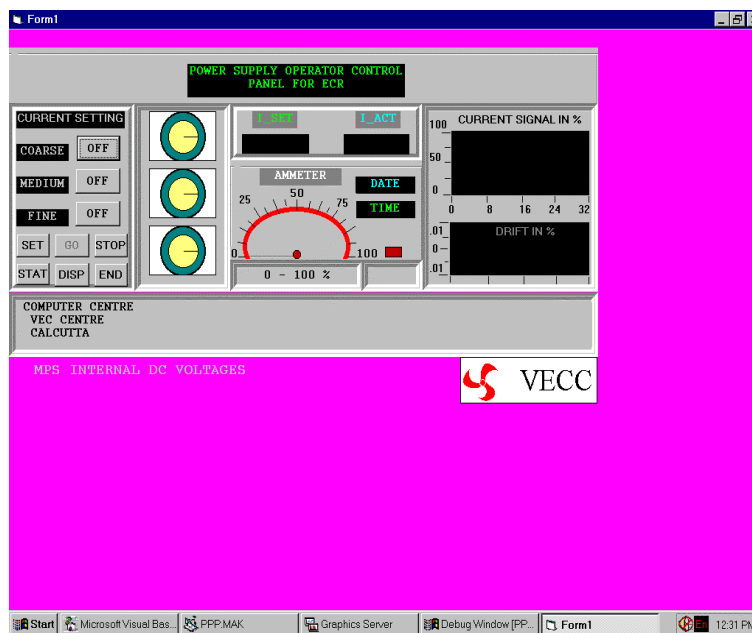 Form1
POWER SUPPLY OPERATOR CONTROL
PANEL FOR ECR
CURRENT SETTING
COARSE OFF
MEDIUM OFF
FINE OFF
SET GO STOP
STAT DISP END
I_SET I_ACT
AMMETER
0 25 50 75 100
DATE
TIME
0 - 100 %
CURRENT SIGNAL IN %
100
50
0
0 8 16 24 32
DRIFT IN %
.01
0
.01
COMPUTER CENTRE
VEC CENTRE
CALCUTTA
MPS INTERNAL DC VOLTAGES
VECC
Start Microsoft Visual Bas... PPP.MAK Graphics Server Debug Window [PP... Form1 En 12:31 PM